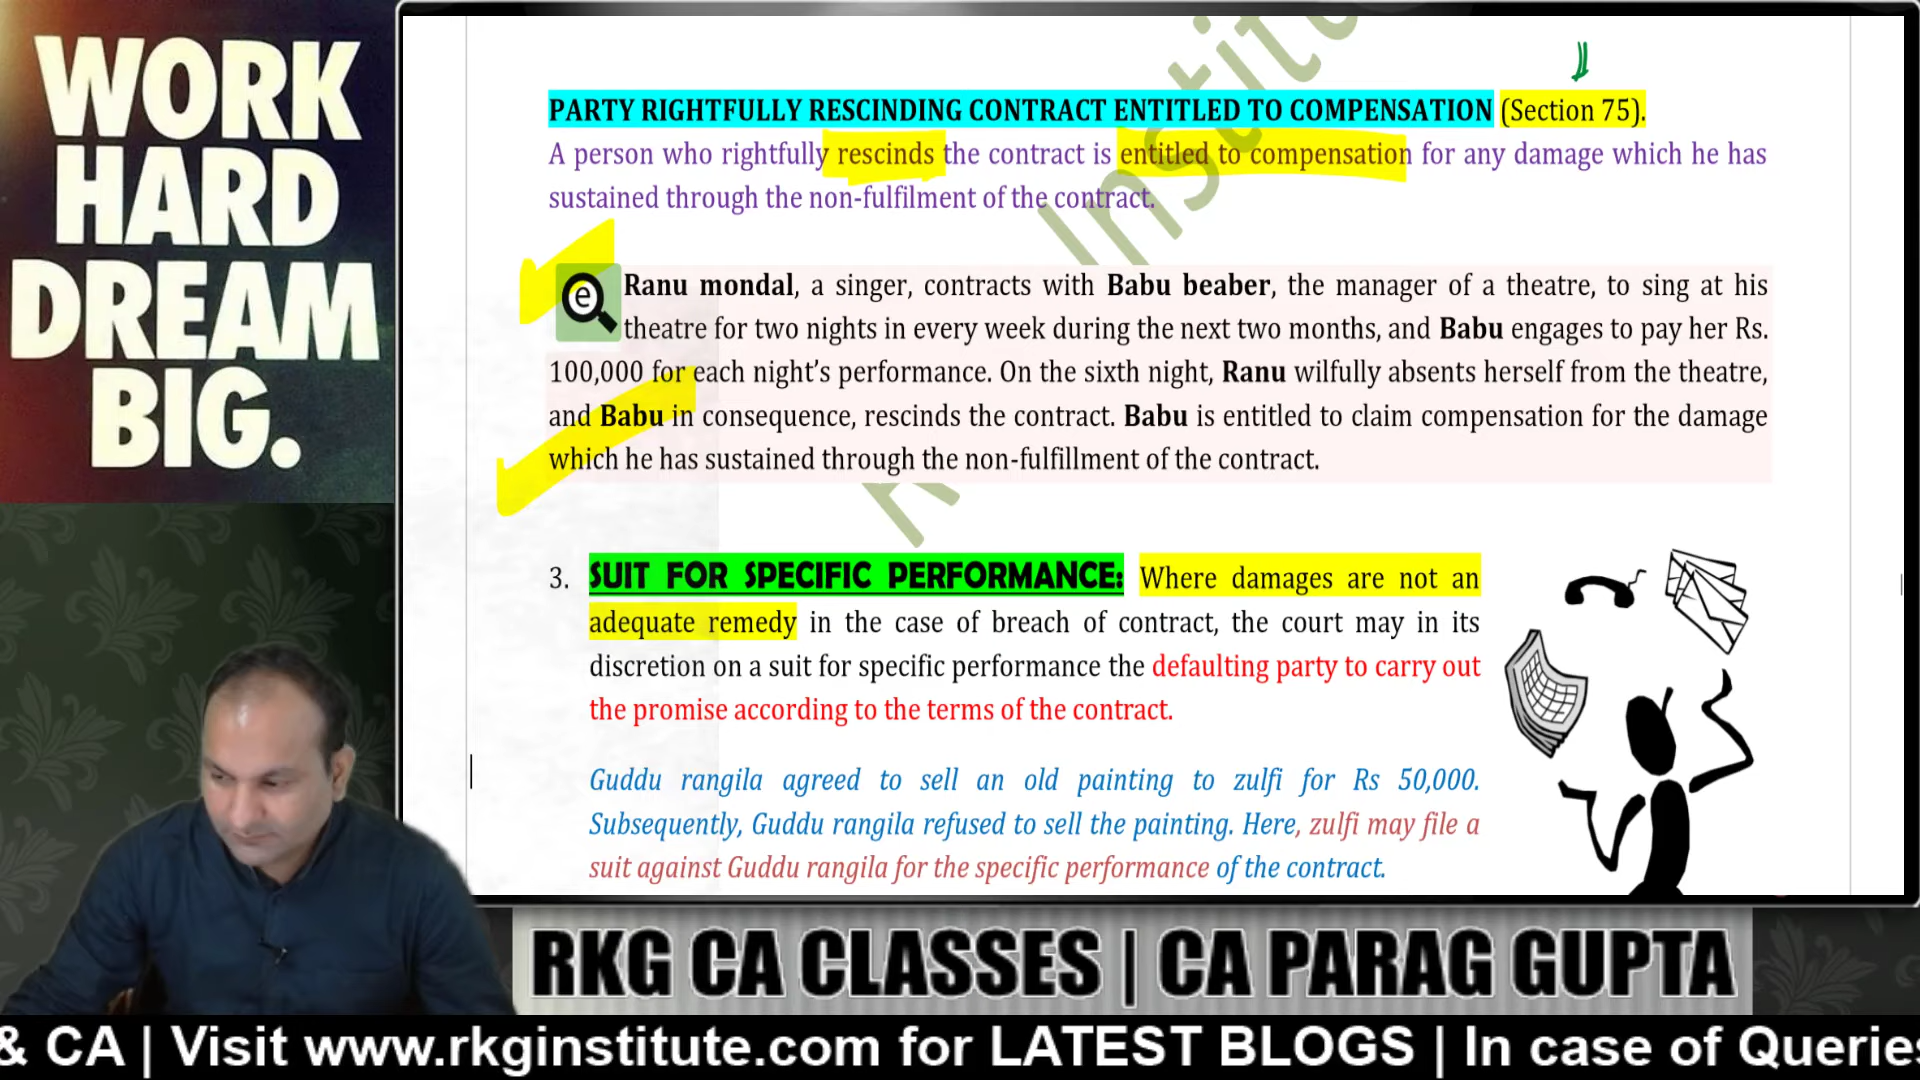 WORK
HARD
DREAM
BIG.
PARTY RIGHTFULLY RESCINDING CONTRACT ENTITLED TO COMPENSATION (Section 75).
A person who rightfully rescinds the contract is entitled to compensation for any damage which he has
sustained through the non-fulfilment of the contract.
e
Ranu mondal, a singer, contracts with Babu beaber, the manager of a theatre, to sing at his
theatre for two nights in every week during the next two months, and Babu engages to pay her Rs.
100,000 for each night’s performance. On the sixth night, Ranu wilfully absents herself from the theatre,
and Babu in consequence, rescinds the contract. Babu is entitled to claim compensation for the damage
which he has sustained through the non-fulfillment of the contract.
Institu
3. SUIT FOR SPECIFIC PERFORMANCE: Where damages are not an
adequate remedy in the case of breach of contract, the court may in its
discretion on a suit for specific performance the defaulting party to carry out
the promise according to the terms of the contract.
Guddu rangila agreed to sell an old painting to zulfi for Rs 50,000.
Subsequently, Guddu rangila refused to sell the painting. Here, zulfi may file a
suit against Guddu rangila for the specific performance of the contract.
RKG CA CLASSES | CA PARAG GUPTA
& CA | Visit www.rkginstitute.com for LATEST BLOGS | In case of Queries